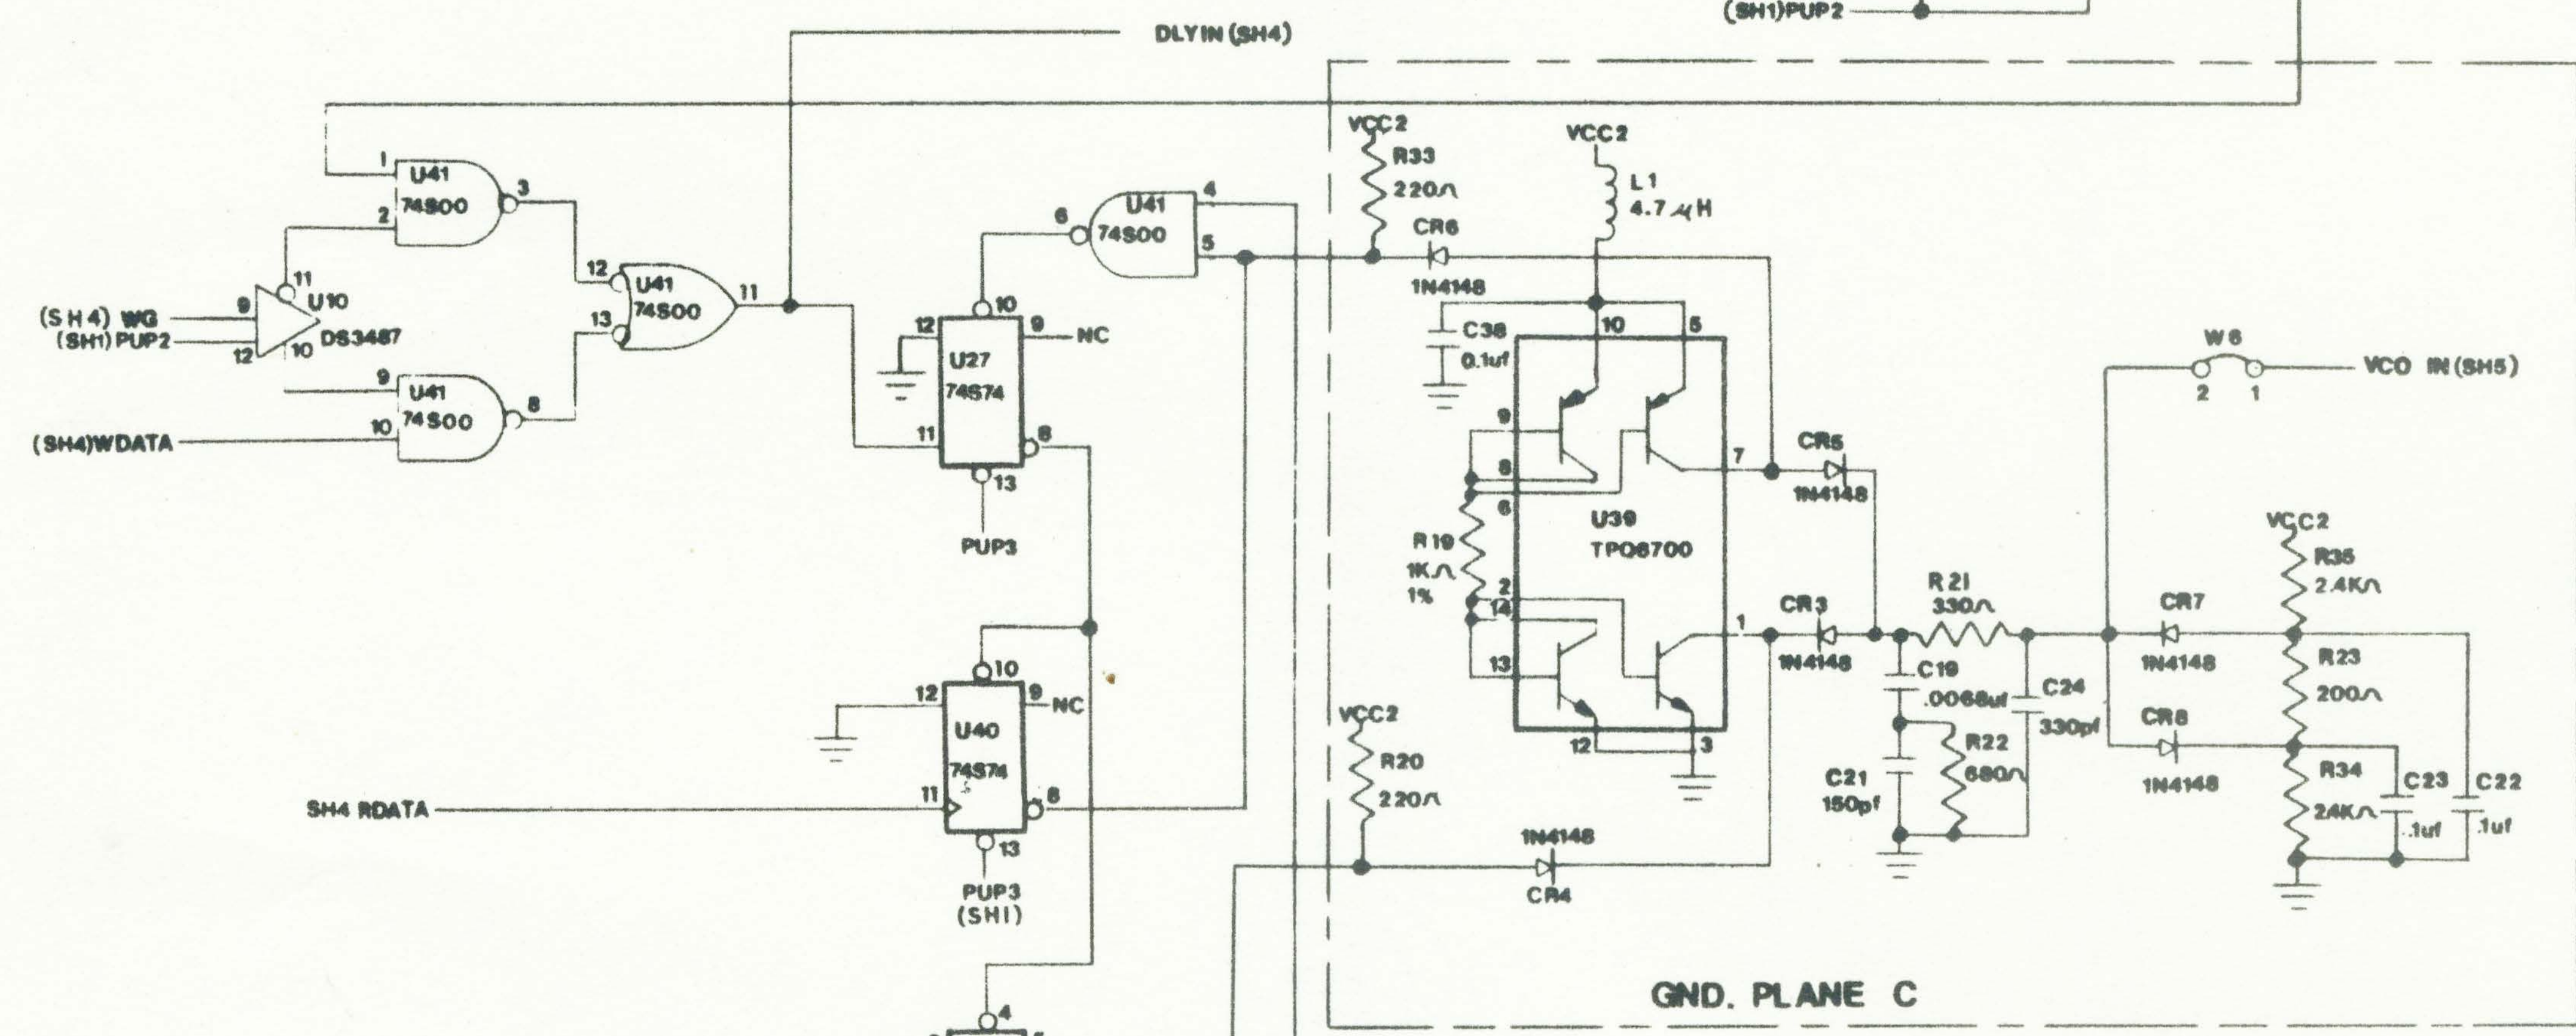 (SH1)PUP2
DLYIN(SH4)
VCC2
R33
220Ω
VCC2
L1
4.7 μH
1
U41
74S00
3
2
4
U41
74S00
6
5
CR6
1N4148
11
U10
9
(SH4) WG
(SH1)PUP2
12
10
DS3487
12
U41
74S00
11
13
10
12
9
NC
U27
74S74
11
8
13
PUP3
9
U41
74S00
8
10
(SH4)WDATA
C38
0.1uf
10
5
9
8
6
7
CR5
1N4148
W6
2
1
VCO IN(SH5)
U39
TPQ6700
R19
1KΩ
1%
2
14
13
1
12
3
CR3
1N4148
R21
330Ω
VCC2
R35
2.4KΩ
CR7
1N4148
R23
200Ω
C19
.0068uf
C24
330pf
CR8
1N4148
R22
680Ω
C21
150pf
R34
2.4KΩ
C23
.1uf
C22
.1uf
10
12
9
NC
U40
74S74
SH4 RDATA
11
8
13
PUP3
(SH1)
VCC2
R20
220Ω
1N4148
CR4
4
GND. PLANE C